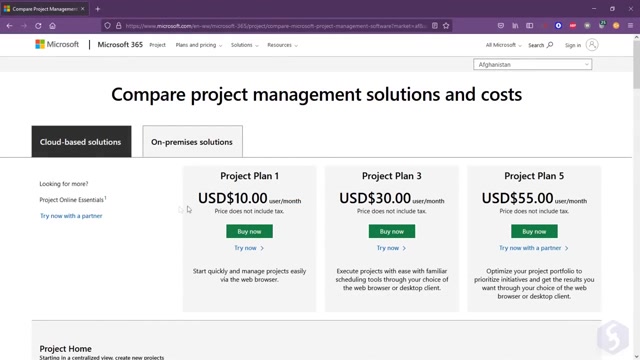 Compare Project Management
https://www.microsoft.com/en-ww/microsoft-365/project/compare-microsoft-project-management-software?market=af&
Microsoft
Microsoft 365
Project
Plans and pricing
Solutions
Resources
All Microsoft
Search
Sign in
Afghanistan
Compare project management solutions and costs
Cloud-based solutions
On-premises solutions
Looking for more?
Project Online Essentials1
Try now with a partner
Project Plan 1
USD$10.00 user/month
Price does not include tax.
Buy now
Try now >
Start quickly and manage projects easily
via the web browser.
Project Plan 3
USD$30.00 user/month
Price does not include tax.
Buy now
Try now >
Execute projects with ease with familiar
scheduling tools through your choice of
the web browser or desktop client.
Project Plan 5
USD$55.00 user/month
Price does not include tax.
Buy now
Try now with a partner >
Optimize your project portfolio to
prioritize initiatives and get the results you
want through your choice of the web
browser or desktop client.
Project Home
Starting in a centralized view, create new projects